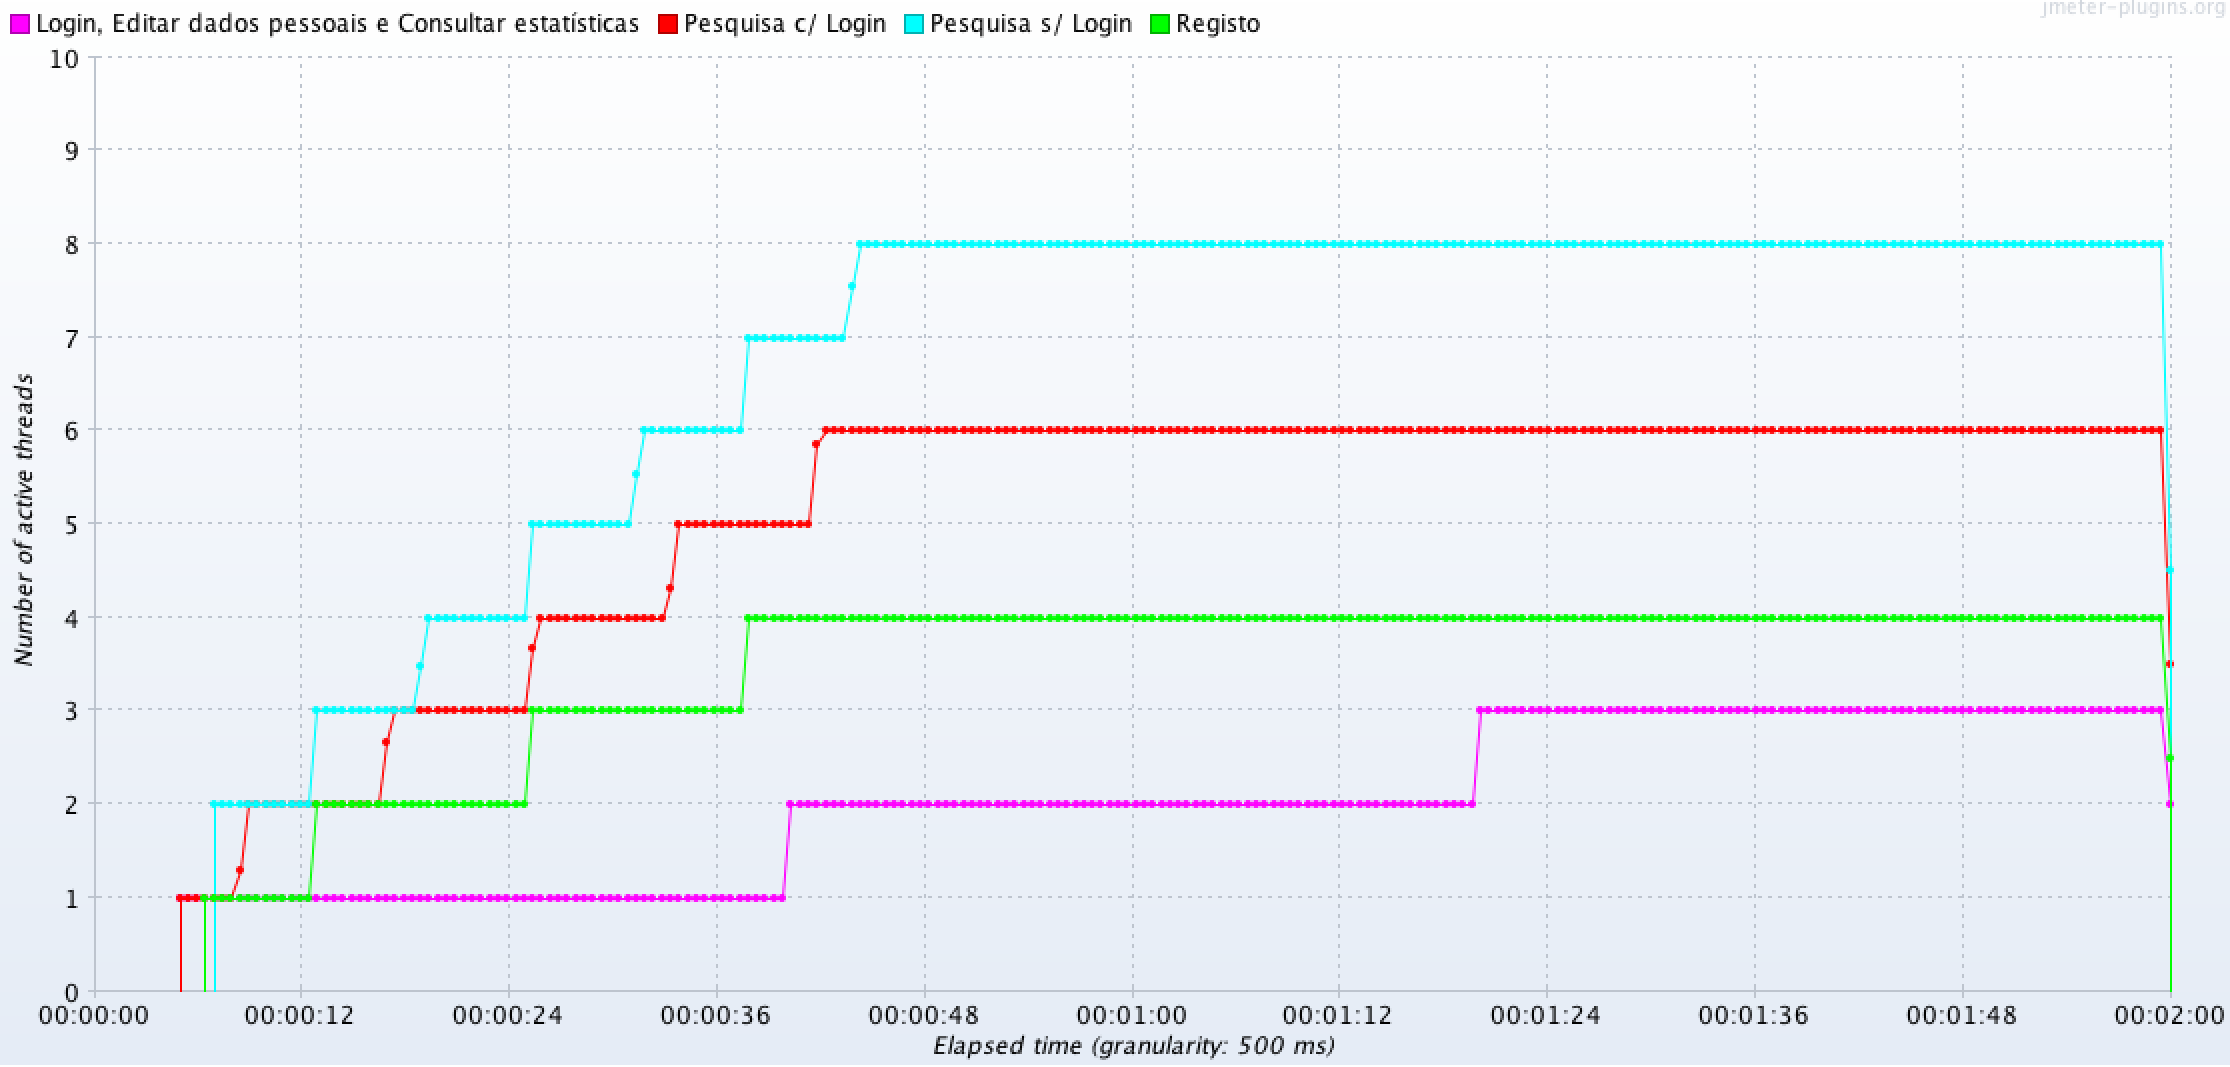 jmeter-plugins.org
Login, Editar dados pessoais e Consultar estatísticas Pesquisa c/ Login Pesquisa s/ Login Registo
10
9
8
7
6
5
4
3
2
1
0
Number of active threads
00:00:00 00:00:12 00:00:24 00:00:36 00:00:48 00:01:00 00:01:12 00:01:24 00:01:36 00:01:48 00:02:00
Elapsed time (granularity: 500 ms)